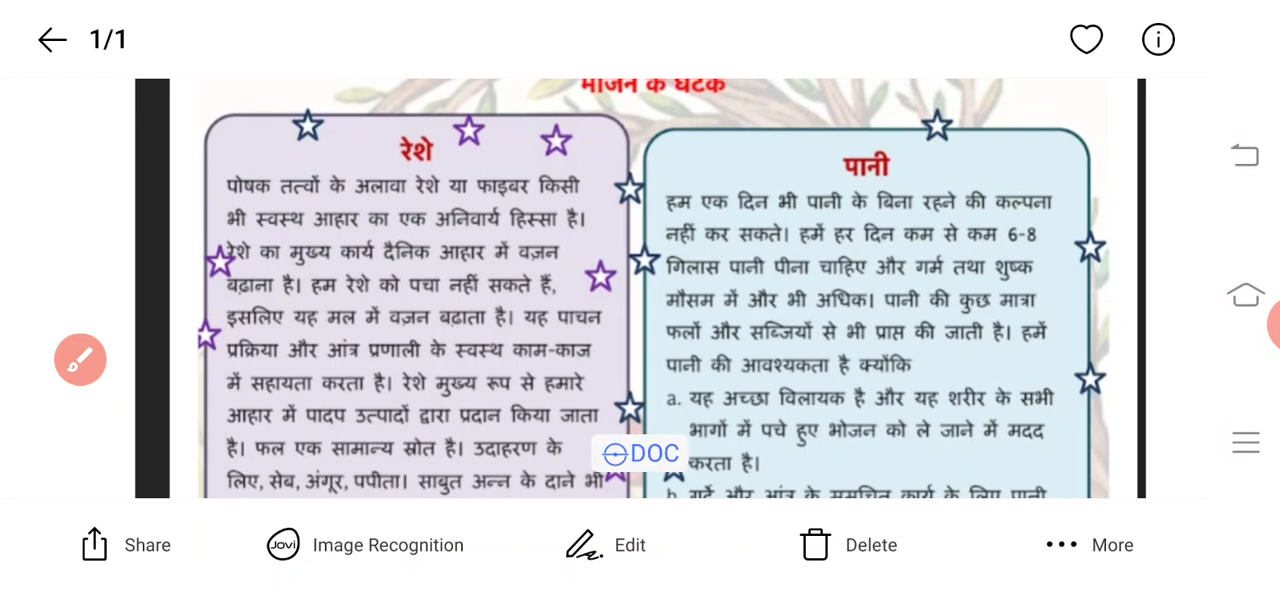 1/1
भोजन के घटक
रेशे
पोषक तत्वों के अलावा रेशे या फाइबर किसी
भी स्वस्थ आहार का एक अनिवार्य हिस्सा है।
रेशे का मुख्य कार्य दैनिक आहार में वज़न
बढ़ाना है। हम रेशे को पचा नहीं सकते हैं,
इसलिए यह मल में वज़न बढ़ाता है। यह पाचन
प्रक्रिया और आंत्र प्रणाली के स्वस्थ काम-काज
में सहायता करता है। रेशे मुख्य रूप से हमारे
आहार में पादप उत्पादों द्वारा प्रदान किया जाता
है। फल एक सामान्य स्रोत है। उदाहरण के
लिए, सेब, अंगूर, पपीता। साबुत अन्न के दाने भी
पानी
हम एक दिन भी पानी के बिना रहने की कल्पना
नहीं कर सकते। हमें हर दिन कम से कम 6-8
गिलास पानी पीना चाहिए और गर्म तथा शुष्क
मौसम में और भी अधिक। पानी की कुछ मात्रा
फलों और सब्जियों से भी प्राप्त की जाती है। हमें
पानी की आवश्यकता है क्योंकि
a. यह अच्छा विलायक है और यह शरीर के सभी
भागों में पचे हुए भोजन को ले जाने में मदद
करता है।
b. गुर्दे और आंत्र के समुचित कार्य के लिए पानी
DOC
Share
Jovi
Image Recognition
Edit
Delete
More